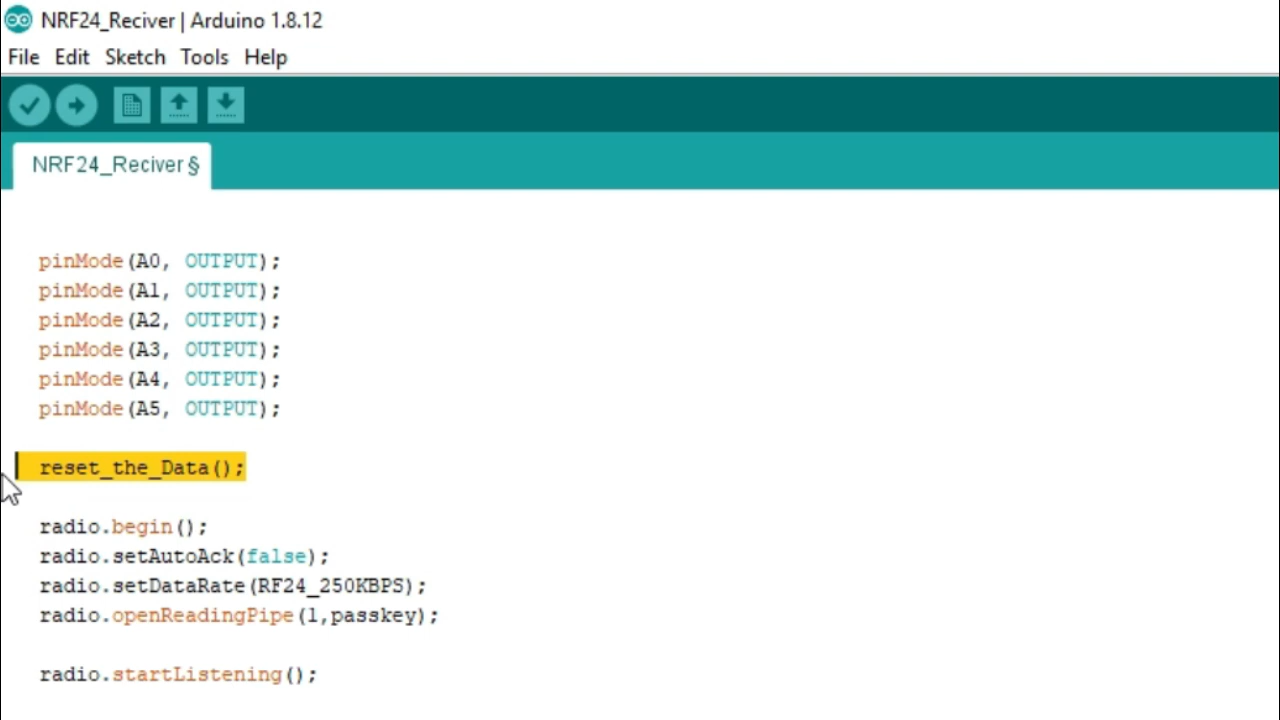 NRF24_Reciver | Arduino 1.8.12
File Edit Sketch Tools Help
NRF24_Reciver §
pinMode(A0, OUTPUT);
pinMode(A1, OUTPUT);
pinMode(A2, OUTPUT);
pinMode(A3, OUTPUT);
pinMode(A4, OUTPUT);
pinMode(A5, OUTPUT);
reset_the_Data();
radio.begin();
radio.setAutoAck(false);
radio.setDataRate(RF24_250KBPS);
radio.openReadingPipe(1,passkey);
radio.startListening();